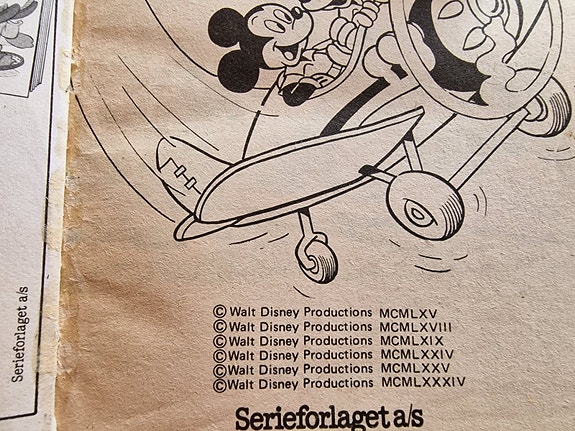 Serieforlaget a/s
©Walt Disney Productions MCMLXV
©Walt Disney Productions MCMLXVIII
©Walt Disney Productions MCMLXIX
©Walt Disney Productions MCMLXXIV
©Walt Disney Productions MCMLXXV
©Walt Disney Productions MCMLXXXIV
Serieforlaget a/s